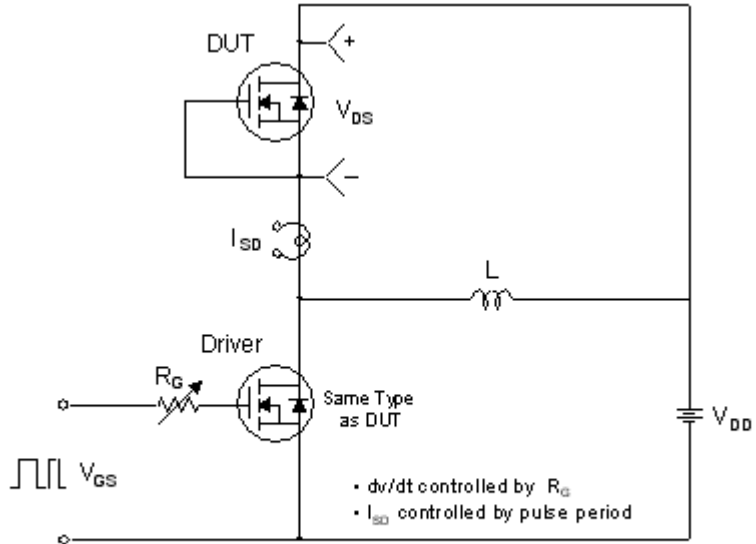 DUT
+
VDS
−
ISD
L
Driver
RG
Same Type
as DUT
VDD
VGS
• dv/dt controlled by RG
• ISD controlled by pulse period